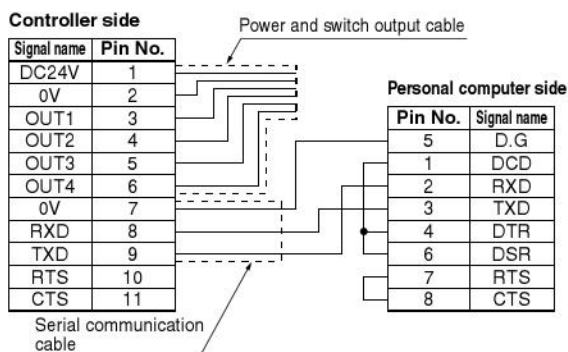 Controller side
Power and switch output cable
Signal name Pin No.
DC24V 1
0V 2
OUT1 3
OUT2 4
OUT3 5
OUT4 6
0V 7
RXD 8
TXD 9
RTS 10
CTS 11
Serial communication
cable
Personal computer side
Pin No. Signal name
5 D.G
1 DCD
2 RXD
3 TXD
4 DTR
6 DSR
7 RTS
8 CTS